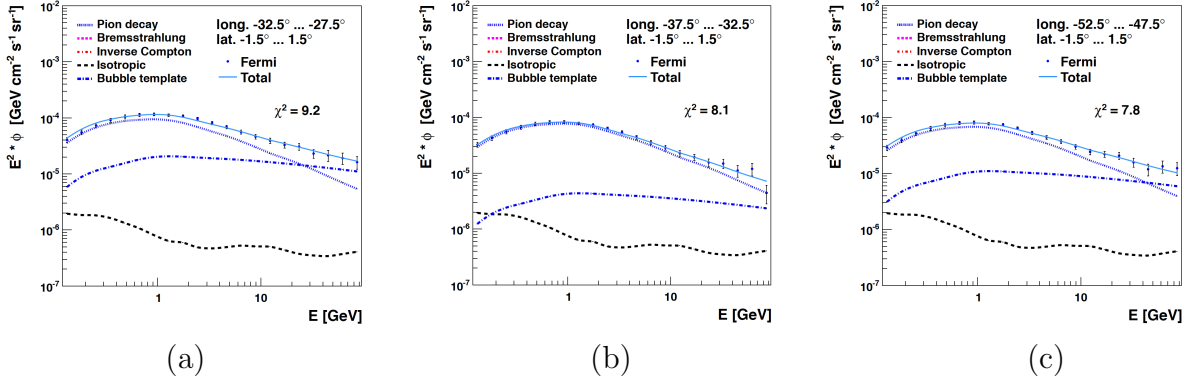 10⁻²
10⁻³
10⁻⁴
10⁻⁵
10⁻⁶
10⁻⁷
E² * ϕ [GeV cm⁻² s⁻¹ sr⁻¹]
Pion decay
Bremsstrahlung
Inverse Compton
Isotropic
Bubble template
long. -32.5° ... -27.5°
lat. -1.5° ... 1.5°
Fermi
Total
χ² = 9.2
1
10
E [GeV]
(a)
10⁻²
10⁻³
10⁻⁴
10⁻⁵
10⁻⁶
10⁻⁷
E² * ϕ [GeV cm⁻² s⁻¹ sr⁻¹]
Pion decay
Bremsstrahlung
Inverse Compton
Isotropic
Bubble template
long. -37.5° ... -32.5°
lat. -1.5° ... 1.5°
Fermi
Total
χ² = 8.1
1
10
E [GeV]
(b)
10⁻²
10⁻³
10⁻⁴
10⁻⁵
10⁻⁶
10⁻⁷
E² * ϕ [GeV cm⁻² s⁻¹ sr⁻¹]
Pion decay
Bremsstrahlung
Inverse Compton
Isotropic
Bubble template
long. -52.5° ... -47.5°
lat. -1.5° ... 1.5°
Fermi
Total
χ² = 7.8
1
10
E [GeV]
(c)